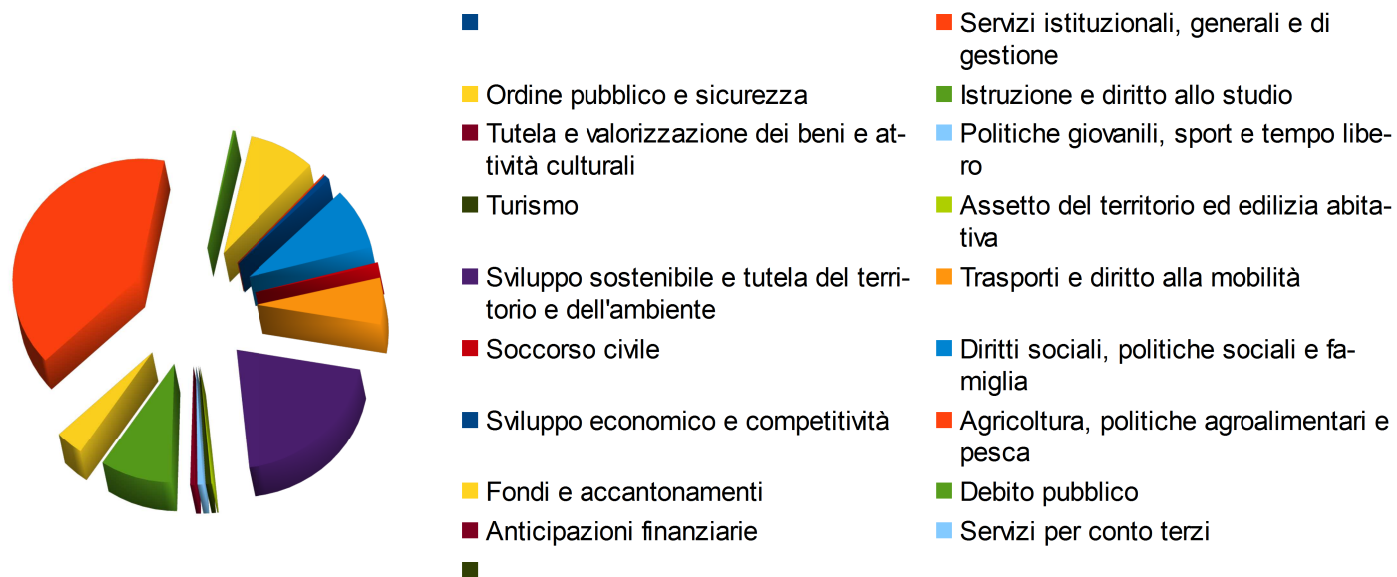 Servizi istituzionali, generali e di
gestione
Ordine pubblico e sicurezza
Istruzione e diritto allo studio
Tutela e valorizzazione dei beni e at-
tività culturali
Politiche giovanili, sport e tempo libe-
ro
Turismo
Assetto del territorio ed edilizia abita-
tiva
Sviluppo sostenibile e tutela del terri-
torio e dell'ambiente
Trasporti e diritto alla mobilità
Soccorso civile
Diritti sociali, politiche sociali e fa-
miglia
Sviluppo economico e competitività
Agricoltura, politiche agroalimentari e
pesca
Fondi e accantonamenti
Debito pubblico
Anticipazioni finanziarie
Servizi per conto terzi